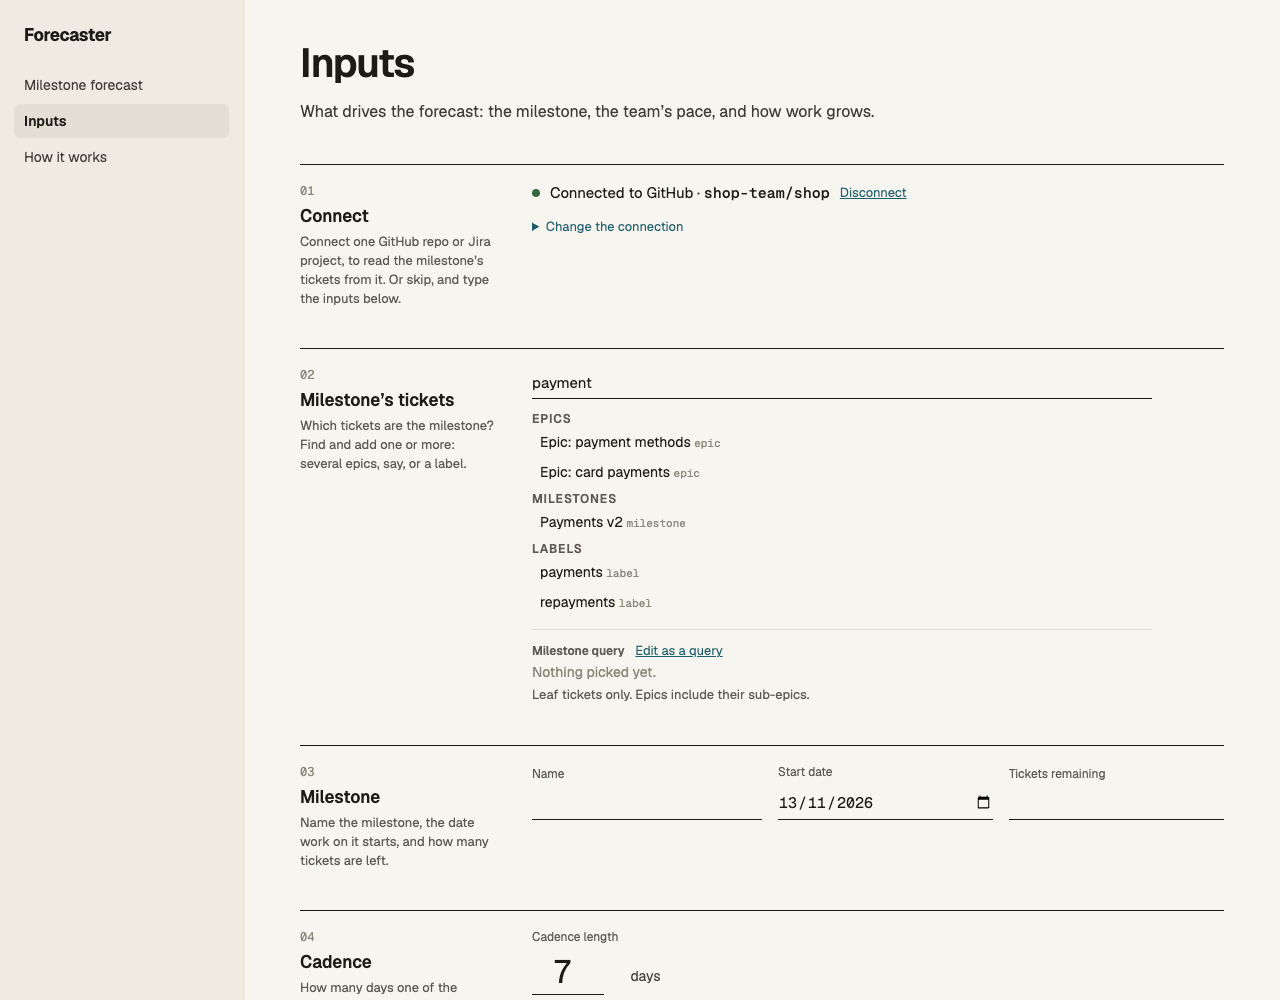 Forecaster
Milestone forecast
Inputs
How it works
Inputs
What drives the forecast: the milestone, the team’s pace, and how work grows.
01
Connect
Connect one GitHub repo or Jira
project, to read the milestone’s
tickets from it. Or skip, and type
the inputs below.
Connected to GitHub · shop-team/shop Disconnect
Change the connection
02
Milestone’s tickets
Which tickets are the milestone?
Find and add one or more:
several epics, say, or a label.
payment
EPICS
Epic: payment methods epic
Epic: card payments epic
MILESTONES
Payments v2 milestone
LABELS
payments label
repayments label
Milestone query Edit as a query
Nothing picked yet.
Leaf tickets only. Epics include their sub-epics.
03
Milestone
Name the milestone, the date
work on it starts, and how many
tickets are left.
Name
Start date
13/11/2026
Tickets remaining
04
Cadence
How many days one of the
Cadence length
7 days